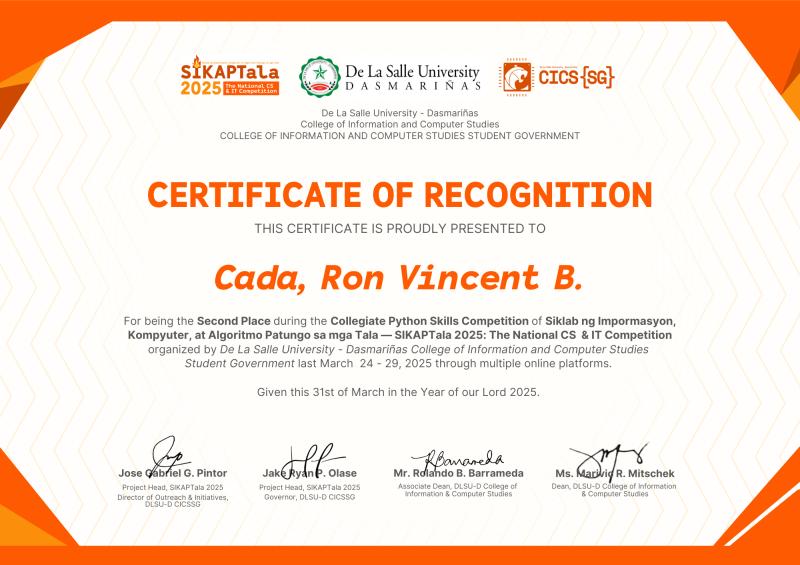 SIKAPTala
2025 The National CS
& IT Competition
De La Salle University
DASMARIÑAS
CICS{SG}
De La Salle University - Dasmariñas
College of Information and Computer Studies
COLLEGE OF INFORMATION AND COMPUTER STUDIES STUDENT GOVERNMENT
CERTIFICATE OF RECOGNITION
THIS CERTIFICATE IS PROUDLY PRESENTED TO
Cada, Ron Vincent B.
For being the Second Place during the Collegiate Python Skills Competition of Siklab ng Impormasyon,
Kompyuter, at Algoritmo Patungo sa mga Tala — SIKAPTala 2025: The National CS & IT Competition
organized by De La Salle University - Dasmariñas College of Information and Computer Studies
Student Government last March 24 - 29, 2025 through multiple online platforms.
Given this 31st of March in the Year of our Lord 2025.
Jose Gabriel G. Pintor
Project Head, SIKAPTala 2025
Director of Outreach & Initiatives,
DLSU-D CICSSG
Jake Ryan P. Olase
Project Head, SIKAPTala 2025
Governor, DLSU-D CICSSG
RBarrameda
Mr. Rolando B. Barrameda
Associate Dean, DLSU-D College of
Information & Computer Studies
Ms. Marivic R. Mitschek
Dean, DLSU-D College of Information
& Computer Studies